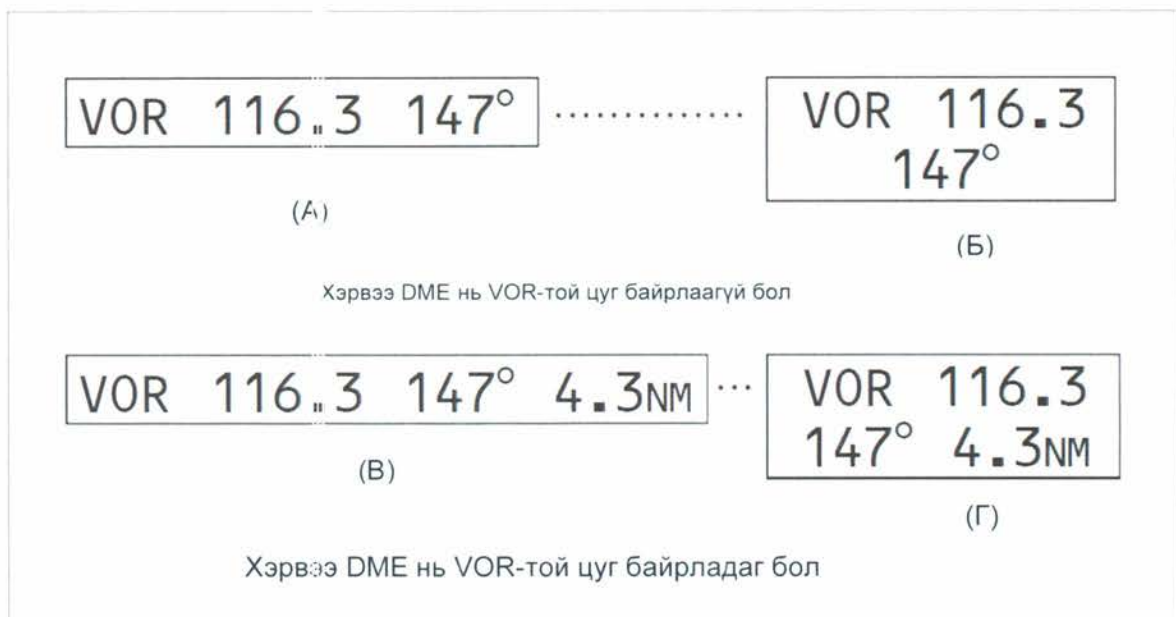 VOR 116.3 147° .............. VOR 116.3
147°
(А)
(Б)
Хэрвээ DME нь VOR-той цуг байрлаагүй бол
VOR 116.3 147° 4.3NM ... VOR 116.3
147° 4.3NM
(В)
(Г)
Хэрвээ DME нь VOR-той цуг байрладаг бол